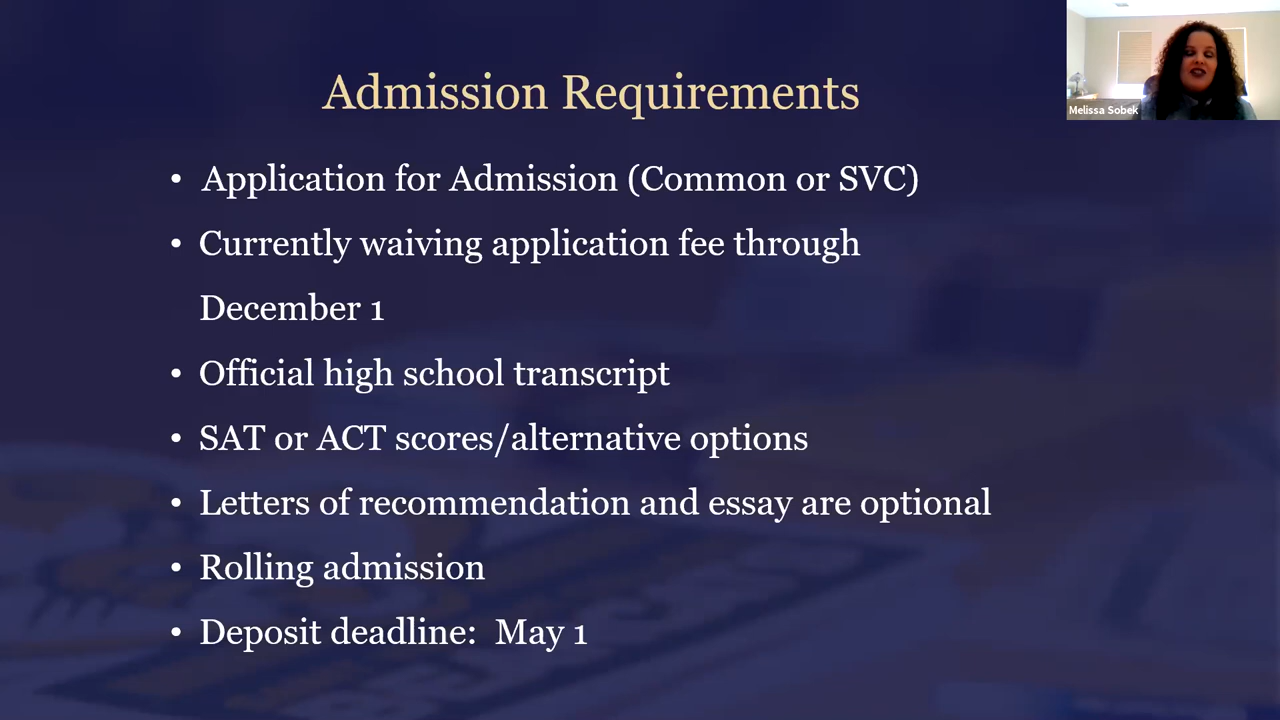 Admission Requirements
• Application for Admission (Common or SVC)
• Currently waiving application fee through
December 1
• Official high school transcript
• SAT or ACT scores/alternative options
• Letters of recommendation and essay are optional
• Rolling admission
• Deposit deadline:  May 1
Melissa Sobek